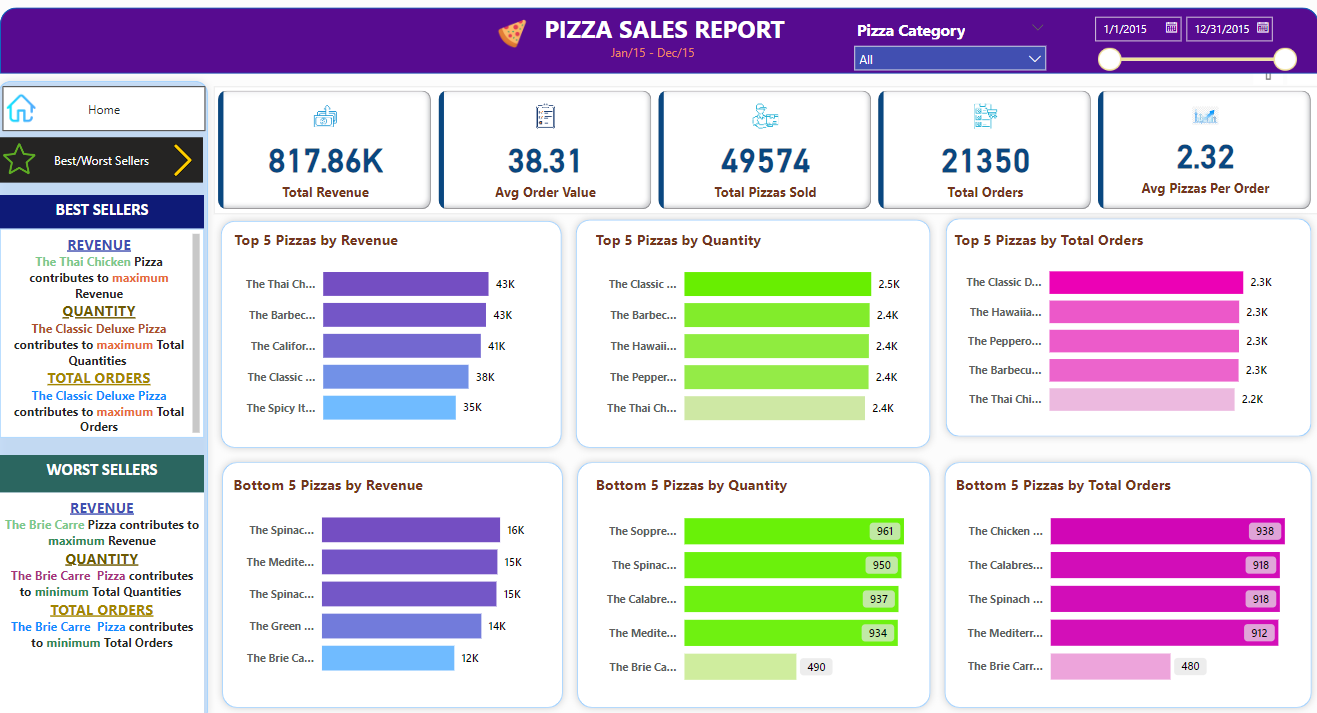 PIZZA SALES REPORT
Jan/15 - Dec/15
Pizza Category
All
1/1/2015
12/31/2015
Home
Best/Worst Sellers
BEST SELLERS
REVENUE
The Thai Chicken Pizza
contributes to maximum
Revenue
QUANTITY
The Classic Deluxe Pizza
contributes to maximum Total
Quantities
TOTAL ORDERS
The Classic Deluxe Pizza
contributes to maximum Total
Orders
WORST SELLERS
REVENUE
The Brie Carre Pizza contributes to
maximum Revenue
QUANTITY
The Brie Carre Pizza contributes
to minimum Total Quantities
TOTAL ORDERS
The Brie Carre Pizza contributes
to minimum Total Orders
817.86K
Total Revenue
38.31
Avg Order Value
49574
Total Pizzas Sold
21350
Total Orders
2.32
Avg Pizzas Per Order
Top 5 Pizzas by Revenue
The Thai Ch... 43K
The Barbec... 43K
The Califor... 41K
The Classic ... 38K
The Spicy It... 35K
Top 5 Pizzas by Quantity
The Classic ... 2.5K
The Barbec... 2.4K
The Hawaii... 2.4K
The Pepper... 2.4K
The Thai Ch... 2.4K
Top 5 Pizzas by Total Orders
The Classic D... 2.3K
The Hawaiia... 2.3K
The Peppero... 2.3K
The Barbecu... 2.3K
The Thai Chi... 2.2K
Bottom 5 Pizzas by Revenue
The Spinac... 16K
The Medite... 15K
The Spinac... 15K
The Green ... 14K
The Brie Ca... 12K
Bottom 5 Pizzas by Quantity
The Soppre... 961
The Spinac... 950
The Calabre... 937
The Medite... 934
The Brie Ca... 490
Bottom 5 Pizzas by Total Orders
The Chicken ... 938
The Calabres... 918
The Spinach ... 918
The Mediterr... 912
The Brie Carr... 480